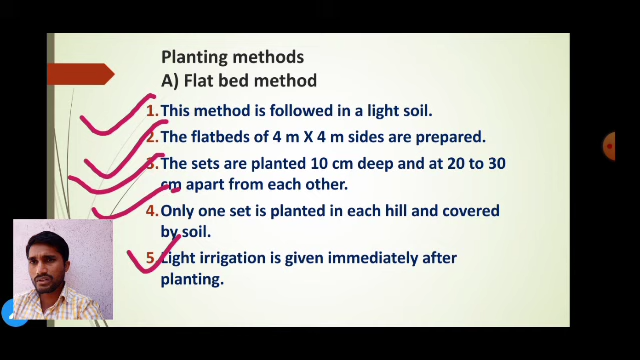 Planting methods
A) Flat bed method
1. This method is followed in a light soil.
2. The flatbeds of 4 m X 4 m sides are prepared.
3. The sets are planted 10 cm deep and at 20 to 30
cm apart from each other.
4. Only one set is planted in each hill and covered
by soil.
5. Light irrigation is given immediately after
planting.